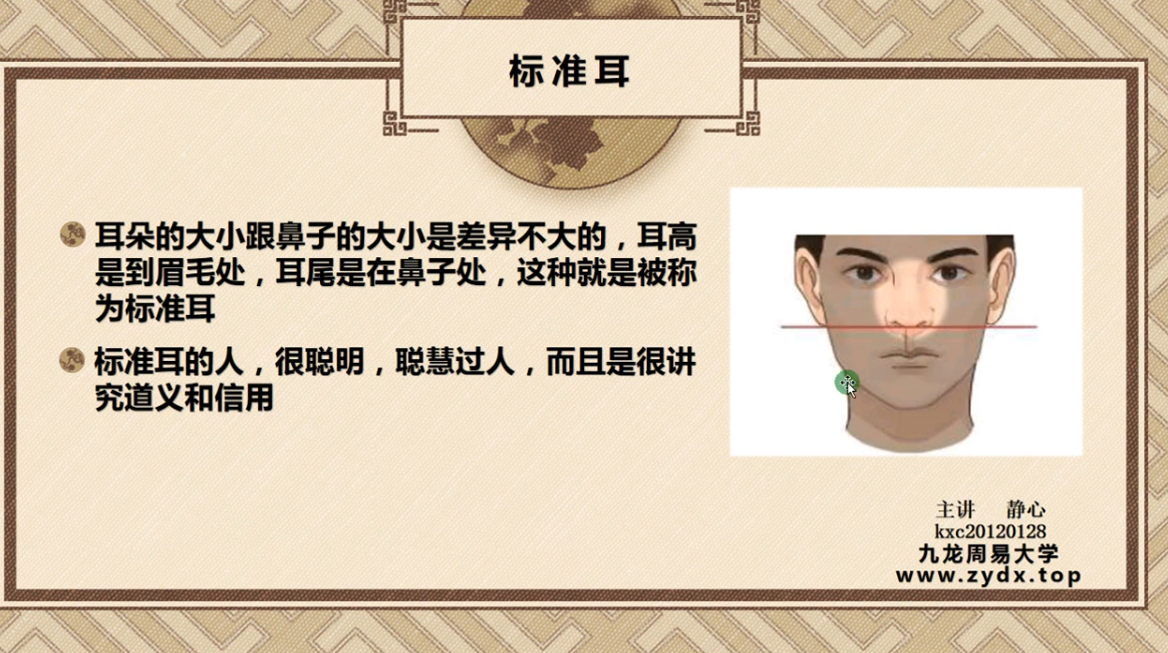 标准耳
耳朵的大小跟鼻子的大小是差异不大的，耳高
是到眉毛处，耳尾是在鼻子处，这种就是被称
为标准耳
标准耳的人，很聪明，聪慧过人，而且是很讲
究道义和信用
主讲 静心
kxc20120128
九龙周易大学
www.zydx.top